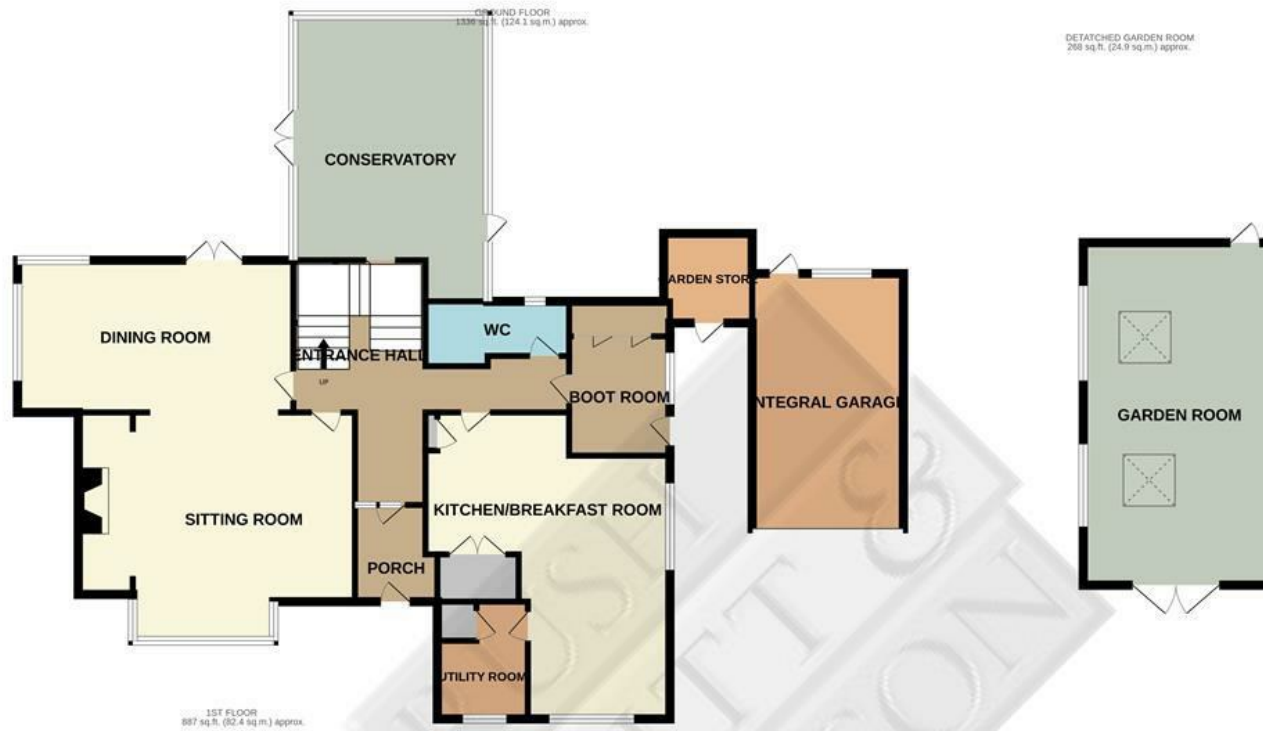 GROUND FLOOR
1336 sq.ft. (124.1 sq.m.) approx.
DETATCHED GARDEN ROOM
268 sq.ft. (24.9 sq.m.) approx.
CONSERVATORY
GARDEN STORE
DINING ROOM
WC
ENTRANCE HALL
UP
BOOT ROOM
INTEGRAL GARAGE
GARDEN ROOM
SITTING ROOM
KITCHEN/BREAKFAST ROOM
PORCH
UTILITY ROOM
1ST FLOOR
887 sq.ft. (82.4 sq.m.) approx.